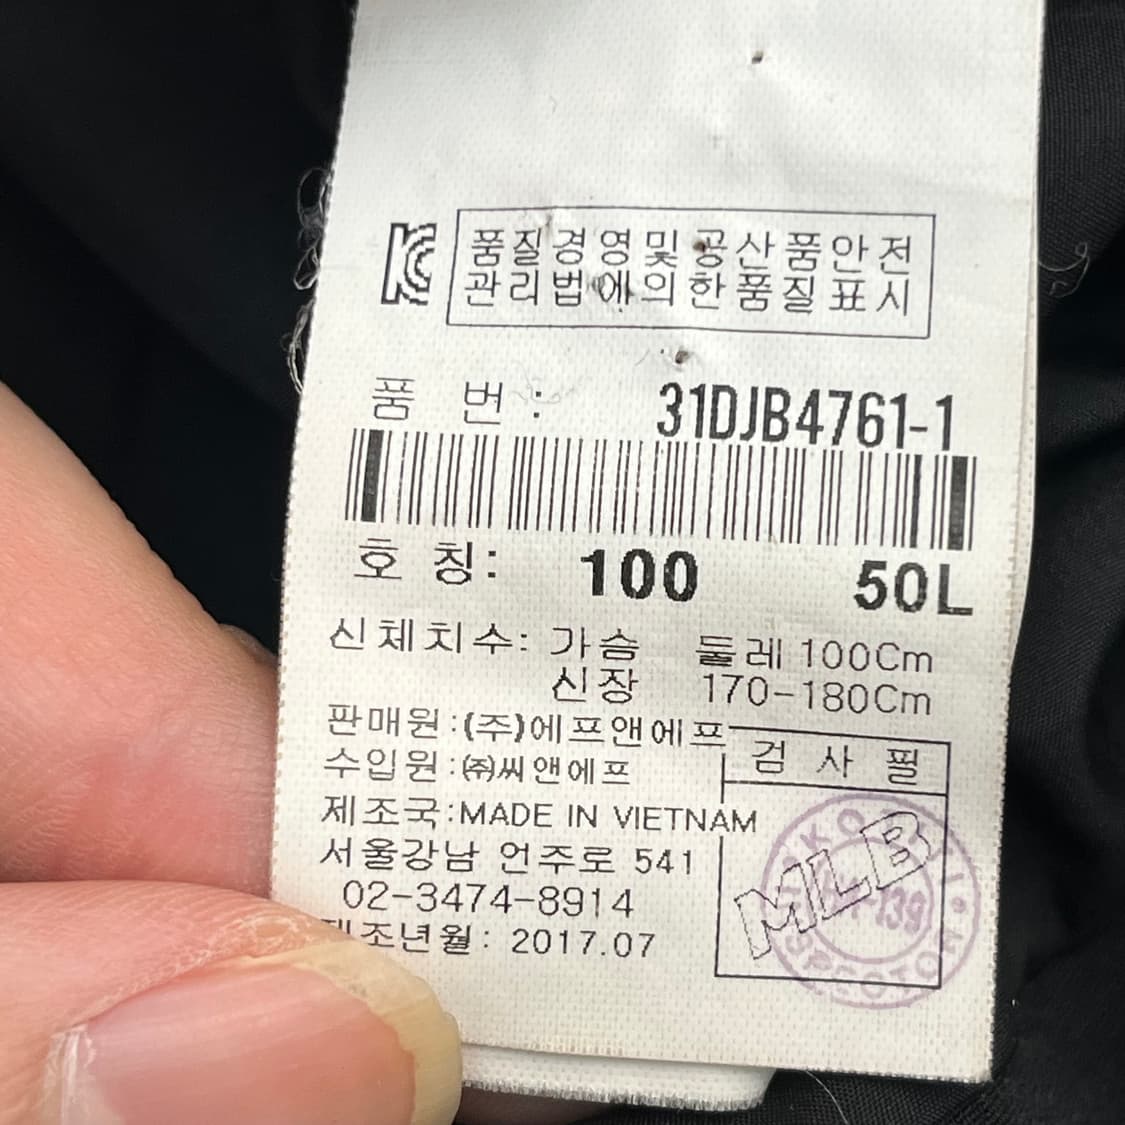 품질경영및공산품안전
관리법에의한품질표시
품 번 : 31DJB4761-1
호 칭: 100 50L
신체치수: 가슴 둘레 100Cm
신장 170-180Cm
판매원:(주)에프앤에프
수입원:㈜씨앤에프
제조국:MADE IN VIETNAM
서울강남 언주로 541
02-3474-8914
제조년월: 2017.07
검 사 필
MLB